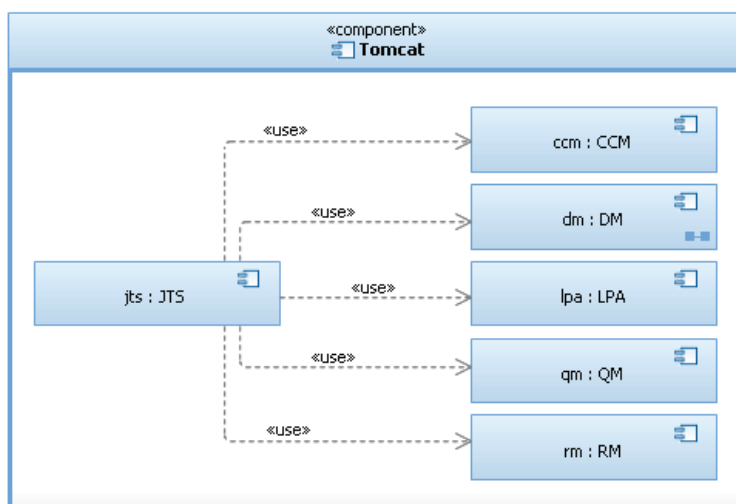 «component»
Tomcat
«use»
ccm : CCM
«use»
dm : DM
jts : JTS
«use»
lpa : LPA
«use»
qm : QM
«use»
rm : RM